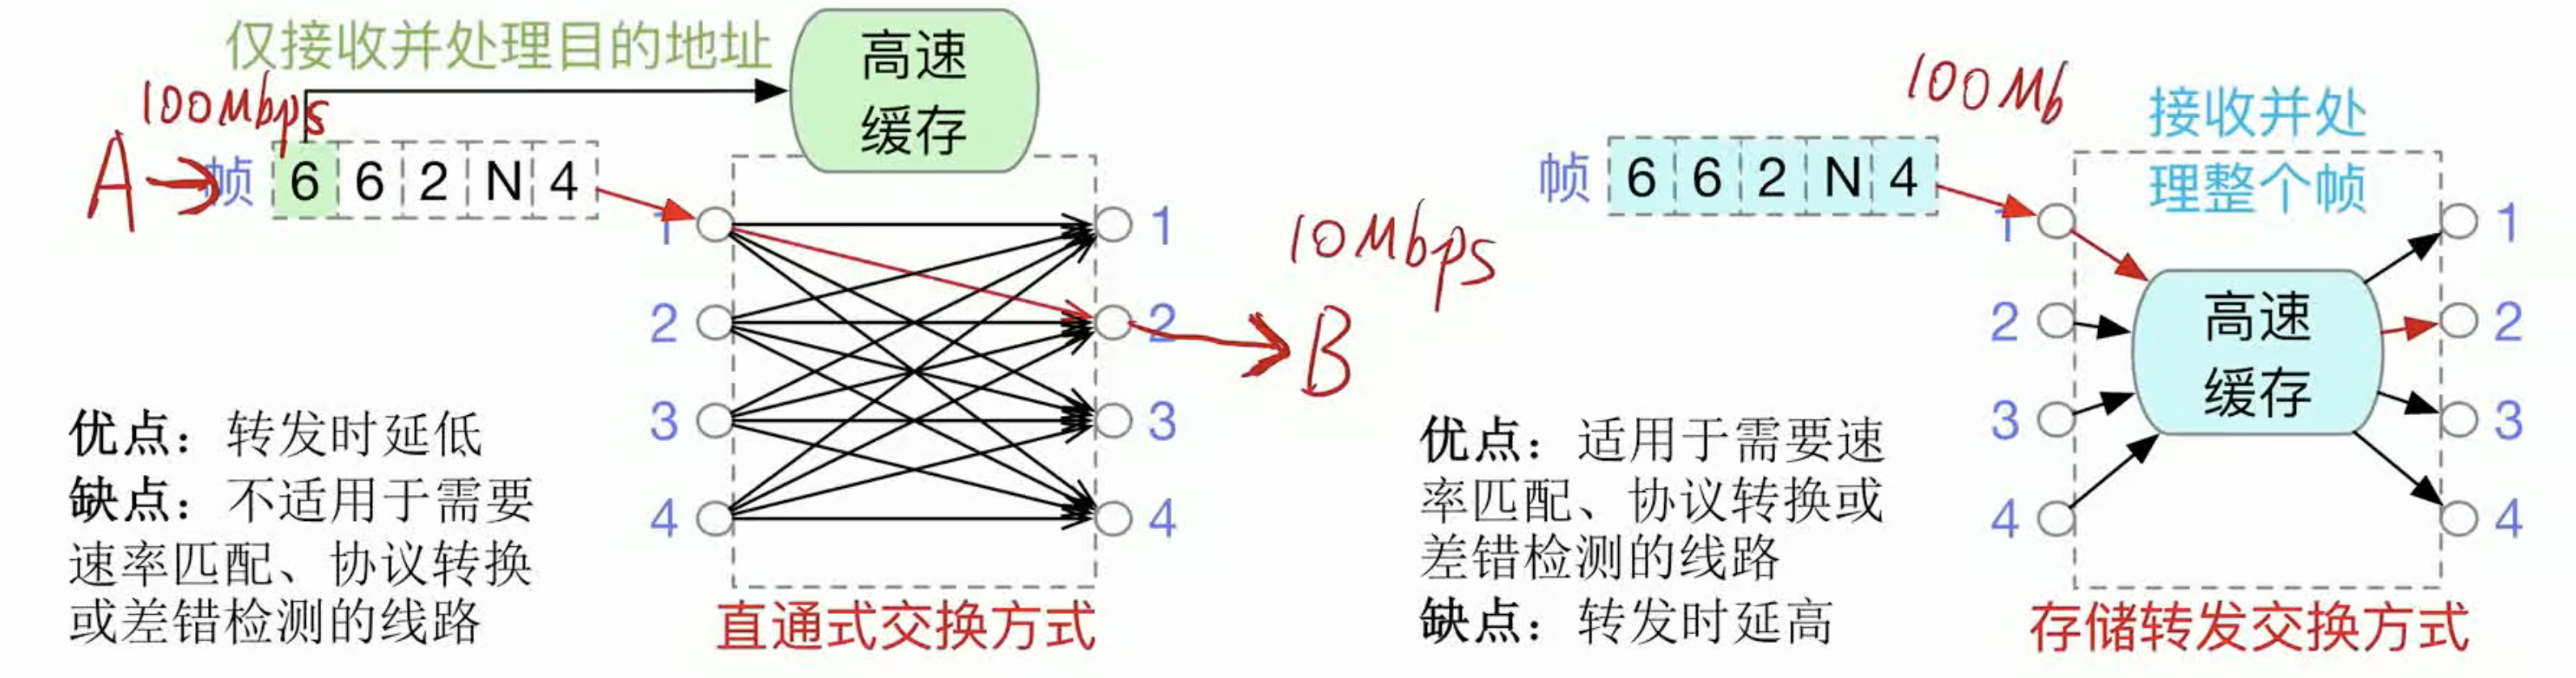 仅接收并处理目的地址
高速
缓存
100Mbps
A
帧 6 6 2 N 4
1 1
2 2
3 3
4 4
10Mbps
B
优点：转发时延低
缺点：不适用于需要
速率匹配、协议转换
或差错检测的线路
直通式交换方式
100Mb
接收并处
理整个帧
帧 6 6 2 N 4
高速
缓存
1 1
2 2
3 3
4 4
优点：适用于需要速
率匹配、协议转换或
差错检测的线路
缺点：转发时延高
存储转发交换方式